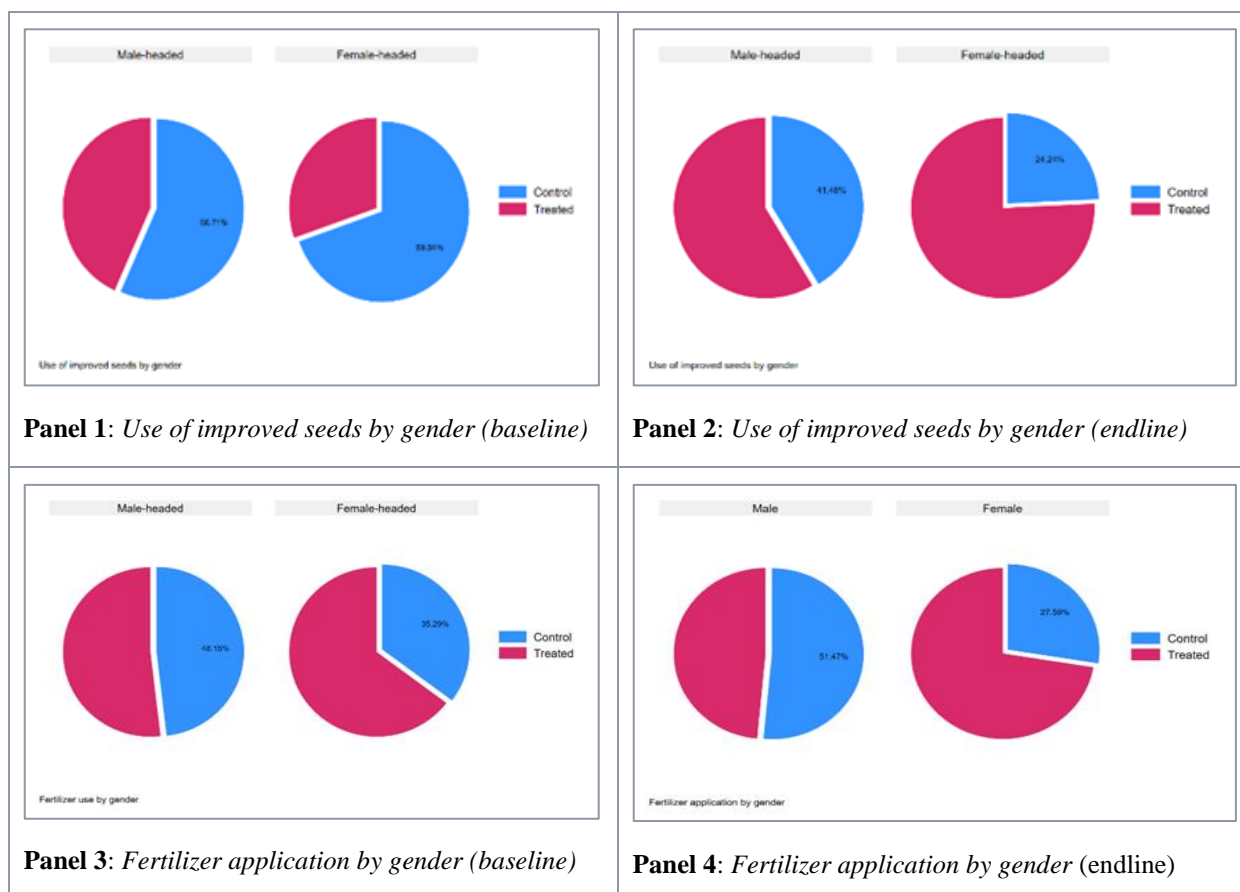 Male-headed Female-headed
56.71%
Control
Treated
Use of improved seeds by gender
Panel 1: Use of improved seeds by gender (baseline)
Male-headed Female-headed
24.24%
Control
Treated
Use of improved seeds by gender
Panel 2: Use of improved seeds by gender (endline)
Male-headed Female-headed
48.15%
35.29%
Control
Treated
Fertilizer use by gender
Panel 3: Fertilizer application by gender (baseline)
Male Female
51.47%
27.59%
Control
Treated
Fertilizer application by gender
Panel 4: Fertilizer application by gender (endline)